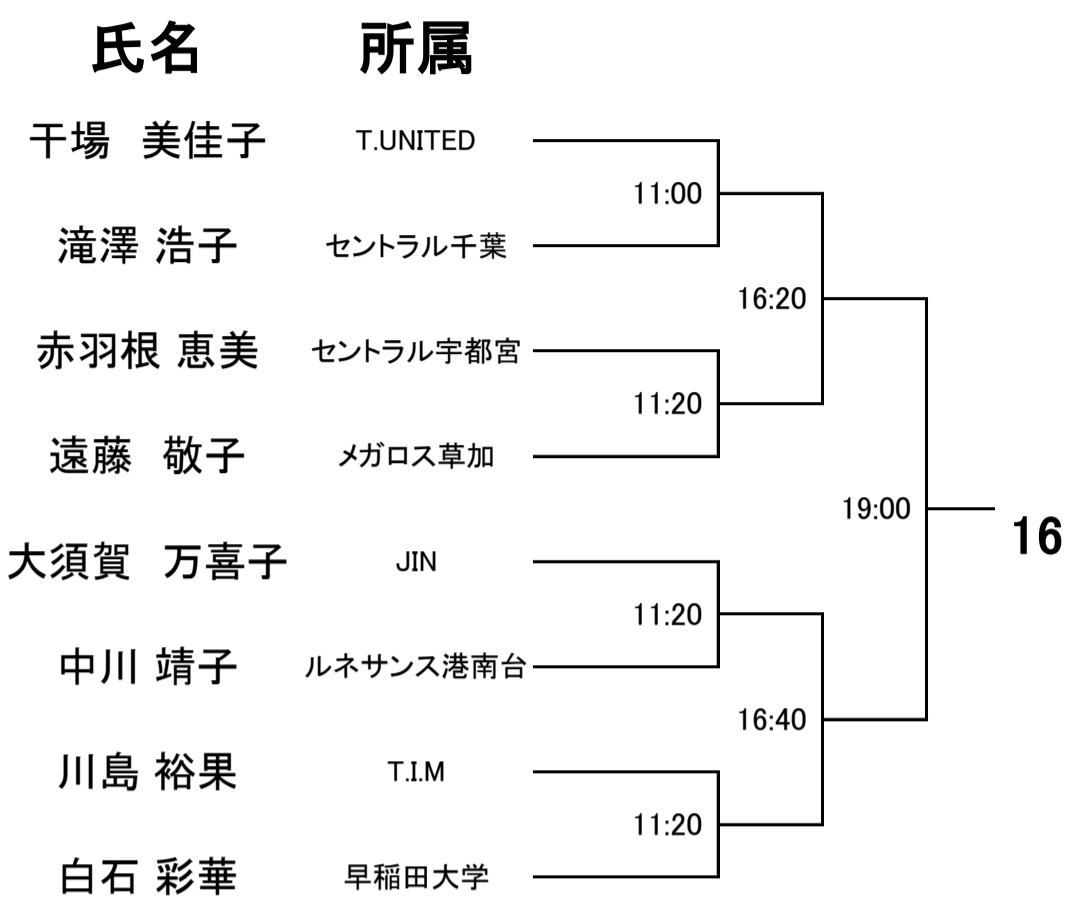 氏名 所属
干場　美佳子 T.UNITED
11:00
滝澤 浩子 セントラル千葉
16:20
赤羽根 恵美 セントラル宇都宮
11:20
遠藤　敬子 メガロス草加
19:00
16
大須賀　万喜子 JIN
11:20
中川 靖子 ルネサンス港南台
16:40
川島 裕果 T.I.M
11:20
白石 彩華 早稲田大学